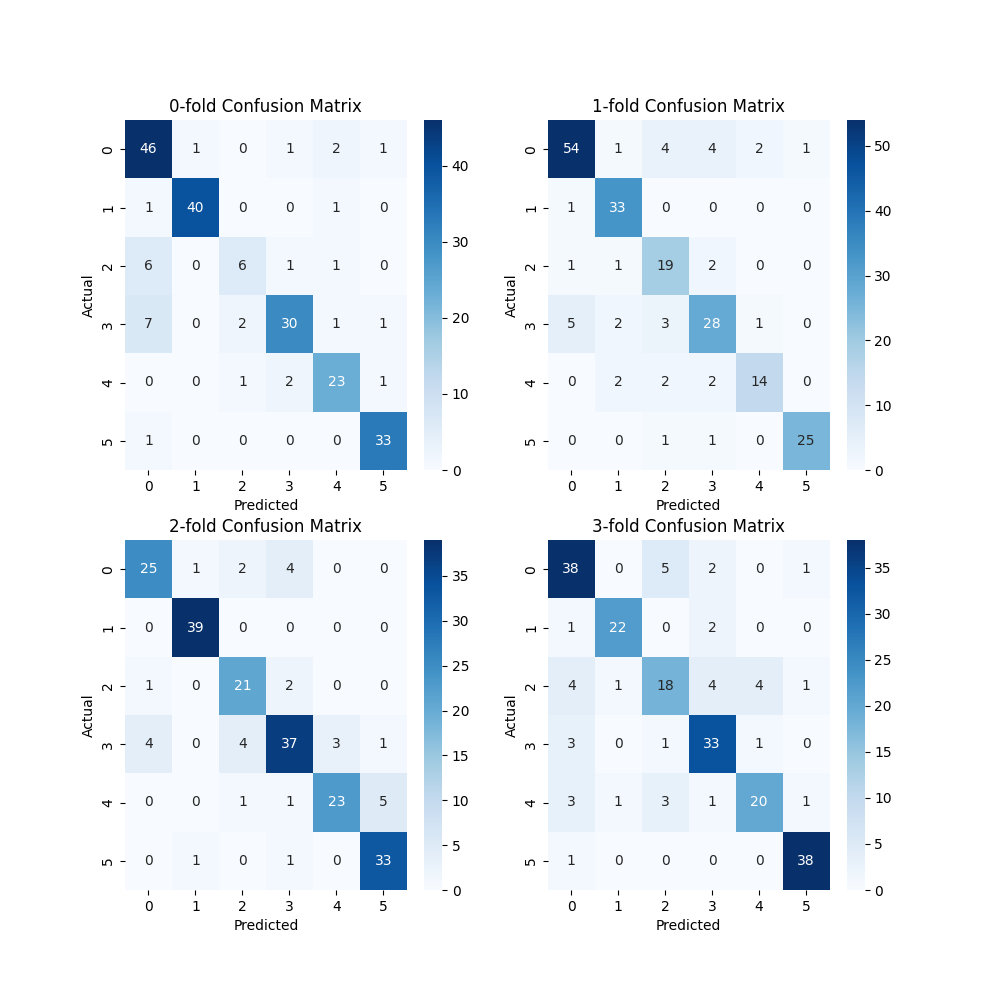 0-fold Confusion Matrix
0 46 1 0 1 2 1
1 1 40 0 0 1 0
2 6 0 6 1 1 0
3 7 0 2 30 1 1
4 0 0 1 2 23 1
5 1 0 0 0 0 33
0 1 2 3 4 5
Predicted
Actual
40
30
20
10
0
1-fold Confusion Matrix
0 54 1 4 4 2 1
1 1 33 0 0 0 0
2 1 1 19 2 0 0
3 5 2 3 28 1 0
4 0 2 2 2 14 0
5 0 0 1 1 0 25
0 1 2 3 4 5
Predicted
Actual
50
40
30
20
10
0
2-fold Confusion Matrix
0 25 1 2 4 0 0
1 0 39 0 0 0 0
2 1 0 21 2 0 0
3 4 0 4 37 3 1
4 0 0 1 1 23 5
5 0 1 0 1 0 33
0 1 2 3 4 5
Predicted
Actual
35
30
25
20
15
10
5
0
3-fold Confusion Matrix
0 38 0 5 2 0 1
1 1 22 0 2 0 0
2 4 1 18 4 4 1
3 3 0 1 33 1 0
4 3 1 3 1 20 1
5 1 0 0 0 0 38
0 1 2 3 4 5
Predicted
Actual
35
30
25
20
15
10
5
0